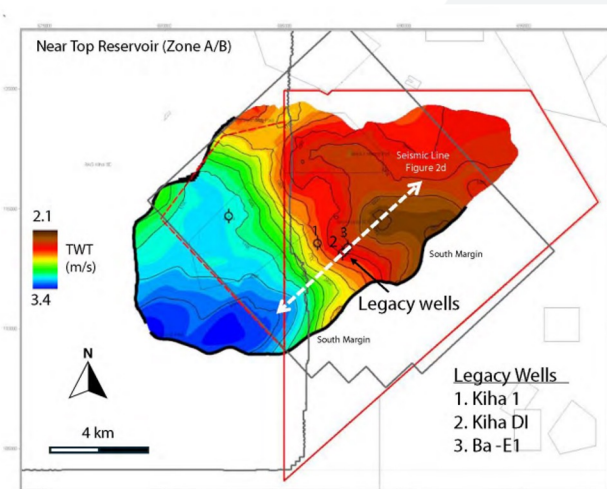 Near Top Reservoir (Zone A/B)
Seismic Line
Figure 2d
2.1
TWT
(m/s)
3.4
1
2
3
South Margin
Legacy wells
South Margin
N
4 km
Legacy Wells
1. Kiha 1
2. Kiha DI
3. Ba -E1